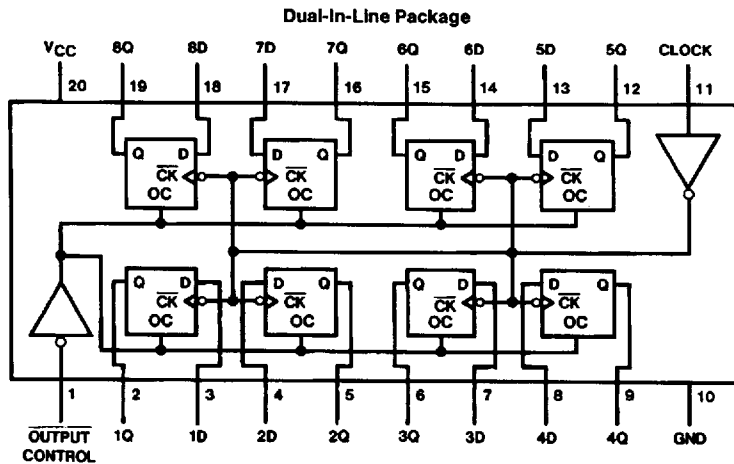 Dual-In-Line Package
VCC 8Q 8D 7D 7Q 6Q 6D 5D 5Q CLOCK
20 19 18 17 16 15 14 13 12 11
Q D D Q Q D D Q
CK CK CK CK
OC OC OC OC
Q D D Q Q D D Q
CK CK CK CK
OC OC OC OC
1 2 3 4 5 6 7 8 9 10
OUTPUT CONTROL 1Q 1D 2D 2Q 3Q 3D 4D 4Q GND